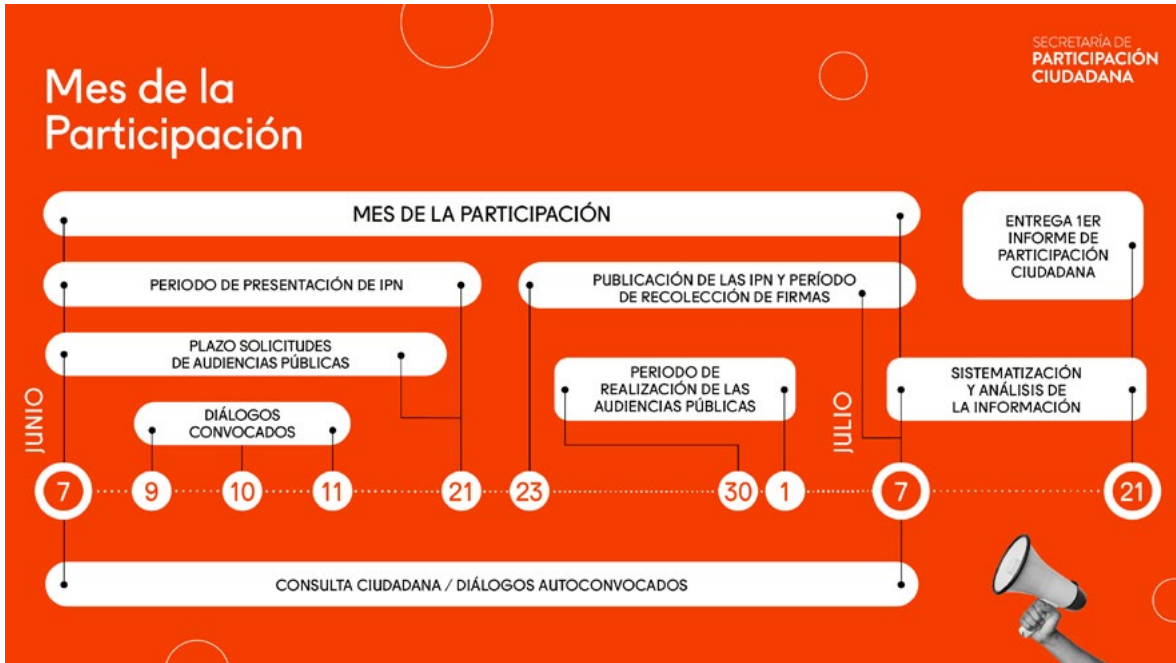 Mes de la
Participación
SECRETARÍA DE
PARTICIPACIÓN
CIUDADANA
MES DE LA PARTICIPACIÓN
ENTREGA 1ER
INFORME DE
PARTICIPACIÓN
CIUDADANA
PERIODO DE PRESENTACIÓN DE IPN
PUBLICACIÓN DE LAS IPN Y PERÍODO
DE RECOLECCIÓN DE FIRMAS
PLAZO SOLICITUDES
DE AUDIENCIAS PÚBLICAS
PERIODO DE
REALIZACIÓN DE LAS
AUDIENCIAS PÚBLICAS
SISTEMATIZACIÓN
Y ANÁLISIS DE
LA INFORMACIÓN
DIÁLOGOS
CONVOCADOS
JUNIO
JULIO
7 9 10 11 21 23 30 1 7 21
CONSULTA CIUDADANA / DIÁLOGOS AUTOCONVOCADOS